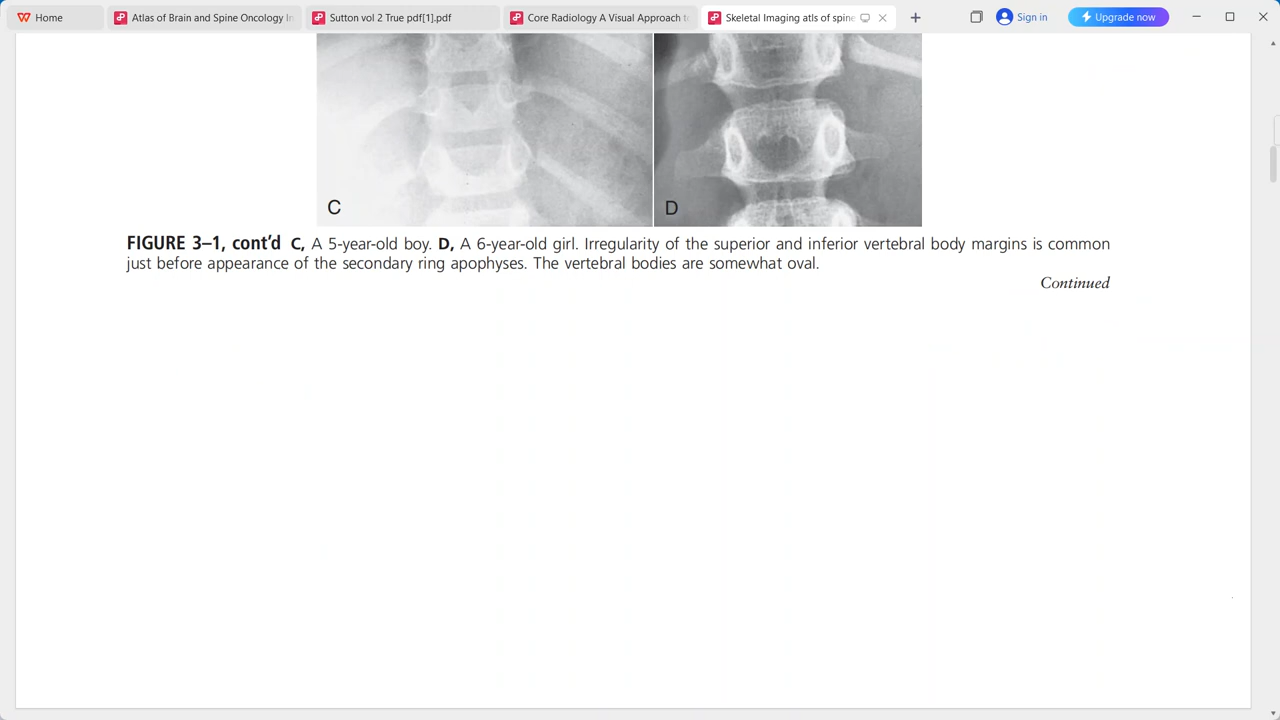 Home
Atlas of Brain and Spine Oncology In
Sutton vol 2 True pdf[1].pdf
Core Radiology A Visual Approach to
Skeletal Imaging atls of spine
Sign in
Upgrade now
C
D
FIGURE 3–1, cont'd C, A 5-year-old boy. D, A 6-year-old girl. Irregularity of the superior and inferior vertebral body margins is common
just before appearance of the secondary ring apophyses. The vertebral bodies are somewhat oval.
Continued